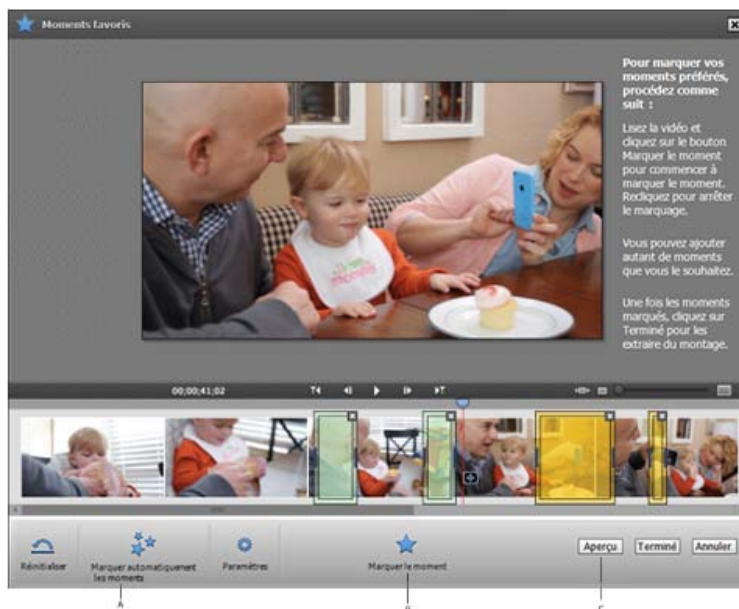 Moments favoris
Pour marquer vos
moments préférés,
procédez comme
suit :
Lisez la vidéo et
cliquez sur le bouton
Marquer le moment
pour commencer à
marquer le moment.
Recliquez pour arrêter
le marquage.
Vous pouvez ajouter
autant de moments
que vous le souhaitez.
Une fois les moments
marqués, cliquez sur
Terminé pour les
extraire du montage.
00;00;41;02
Réinitialiser
Marquer automatiquement
les moments
Paramètres
Marquer le moment
Aperçu
Terminé
Annuler
A